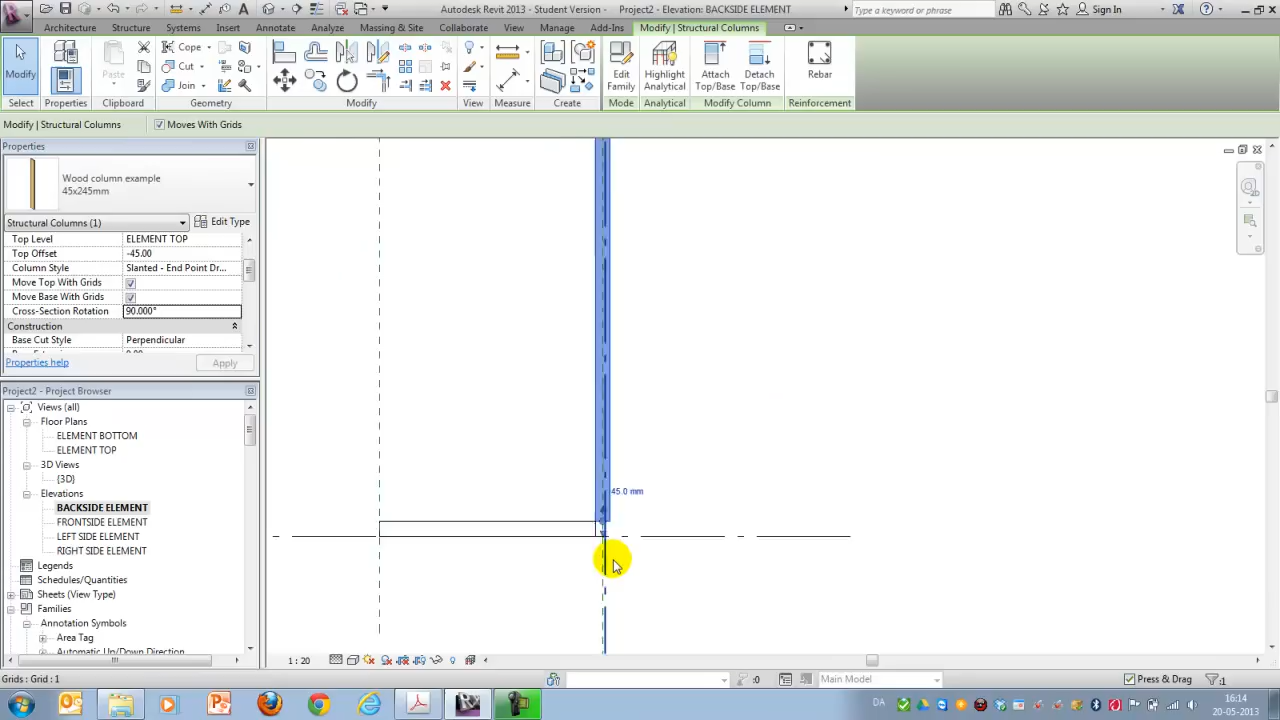 Autodesk Revit 2013 - Student Version - Project2 - Elevation: BACKSIDE ELEMENT
Type a keyword or phrase
Sign In
Architecture Structure Systems Insert Annotate Analyze Massing & Site Collaborate View Manage Add-Ins Modify | Structural Columns
Modify
Paste
Cope
Cut
Join
Edit Family
Highlight Analytical
Attach Top/Base
Detach Top/Base
Rebar
Select Properties Clipboard Geometry Modify View Measure Create Mode Analytical Modify Column Reinforcement
Modify | Structural Columns Moves With Grids
Properties
Wood column example
45x245mm
Structural Columns (1) Edit Type
Top Level ELEMENT TOP
Top Offset -45.00
Column Style Slanted - End Point Dr...
Move Top With Grids
Move Base With Grids
Cross-Section Rotation 90.000°
Construction
Base Cut Style Perpendicular
Properties help Apply
Project2 - Project Browser
Views (all)
Floor Plans
ELEMENT BOTTOM
ELEMENT TOP
3D Views
{3D}
Elevations
BACKSIDE ELEMENT
FRONTSIDE ELEMENT
LEFT SIDE ELEMENT
RIGHT SIDE ELEMENT
Legends
Schedules/Quantities
Sheets (View Type)
Families
Annotation Symbols
Area Tag
45.0 mm
1 : 20
Grids : Grid : 1
:0
Main Model
Press & Drag
:1
DA
16:14
20-05-2013